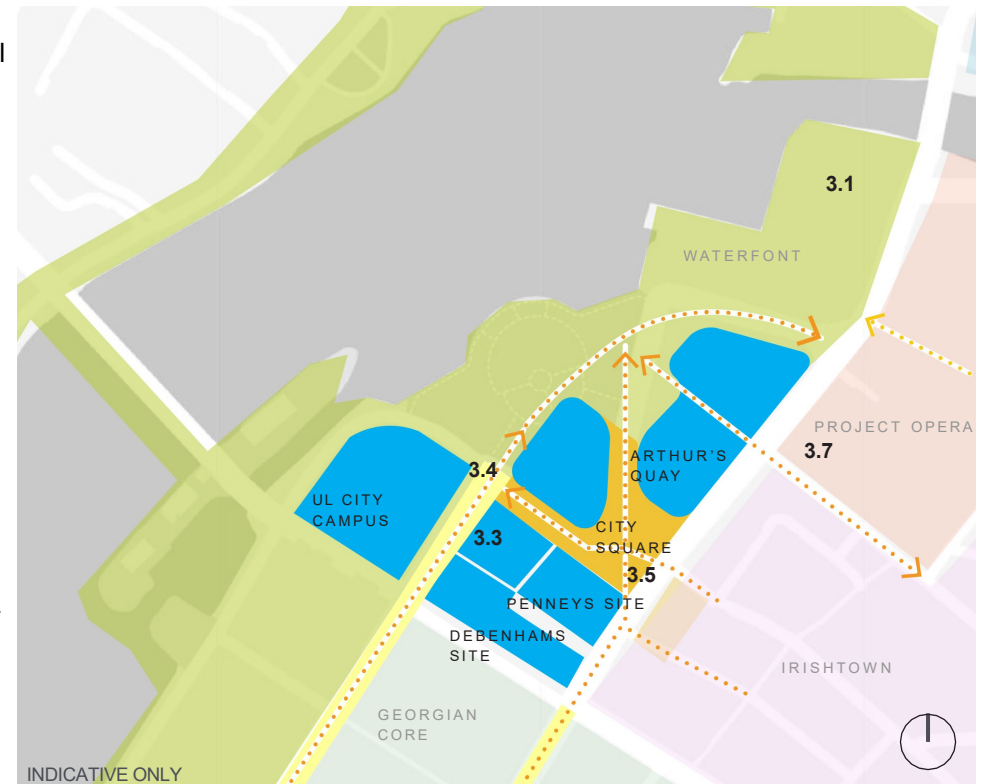 l
3.1
WATERFONT
PROJECT OPERA
3.7
3.4
ARTHUR'S
QUAY
UL CITY
CAMPUS
CITY
SQUARE
3.3
3.5
PENNEYS SITE
DEBENHAMS
SITE
IRISHTOWN
GEORGIAN
CORE
INDICATIVE ONLY